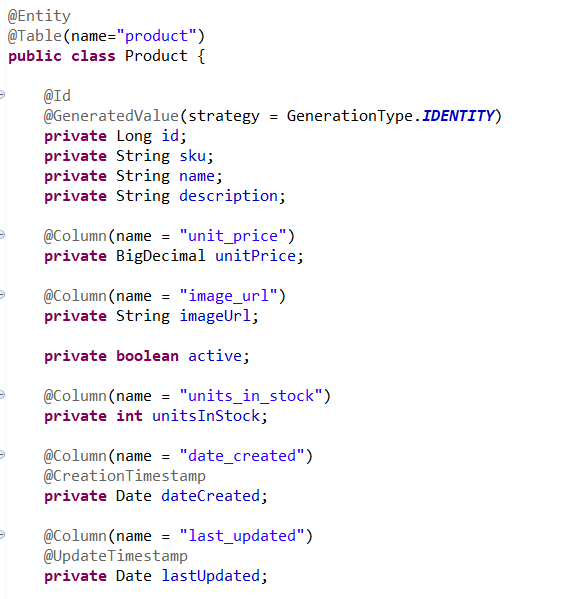 @Entity
@Table(name="product")
public class Product {
@Id
@GeneratedValue(strategy = GenerationType.IDENTITY)
private Long id;
private String sku;
private String name;
private String description;
@Column(name = "unit_price")
private BigDecimal unitPrice;
@Column(name = "image_url")
private String imageUrl;
private boolean active;
@Column(name = "units_in_stock")
private int unitsInStock;
@Column(name = "date_created")
@CreationTimestamp
private Date dateCreated;
@Column(name = "last_updated")
@UpdateTimestamp
private Date lastUpdated;